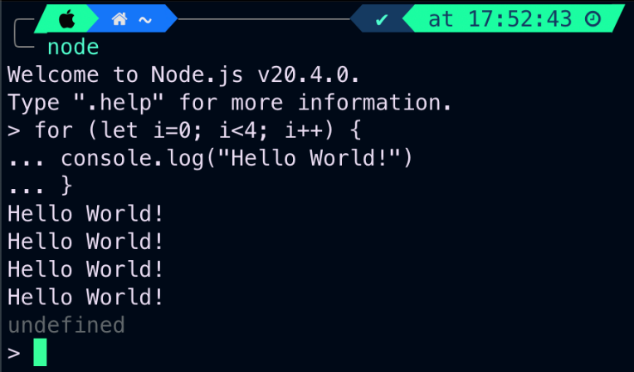 ~ ✔ at 17:52:43
node
Welcome to Node.js v20.4.0.
Type ".help" for more information.
> for (let i=0; i<4; i++) {
... console.log("Hello World!")
... }
Hello World!
Hello World!
Hello World!
Hello World!
undefined
>